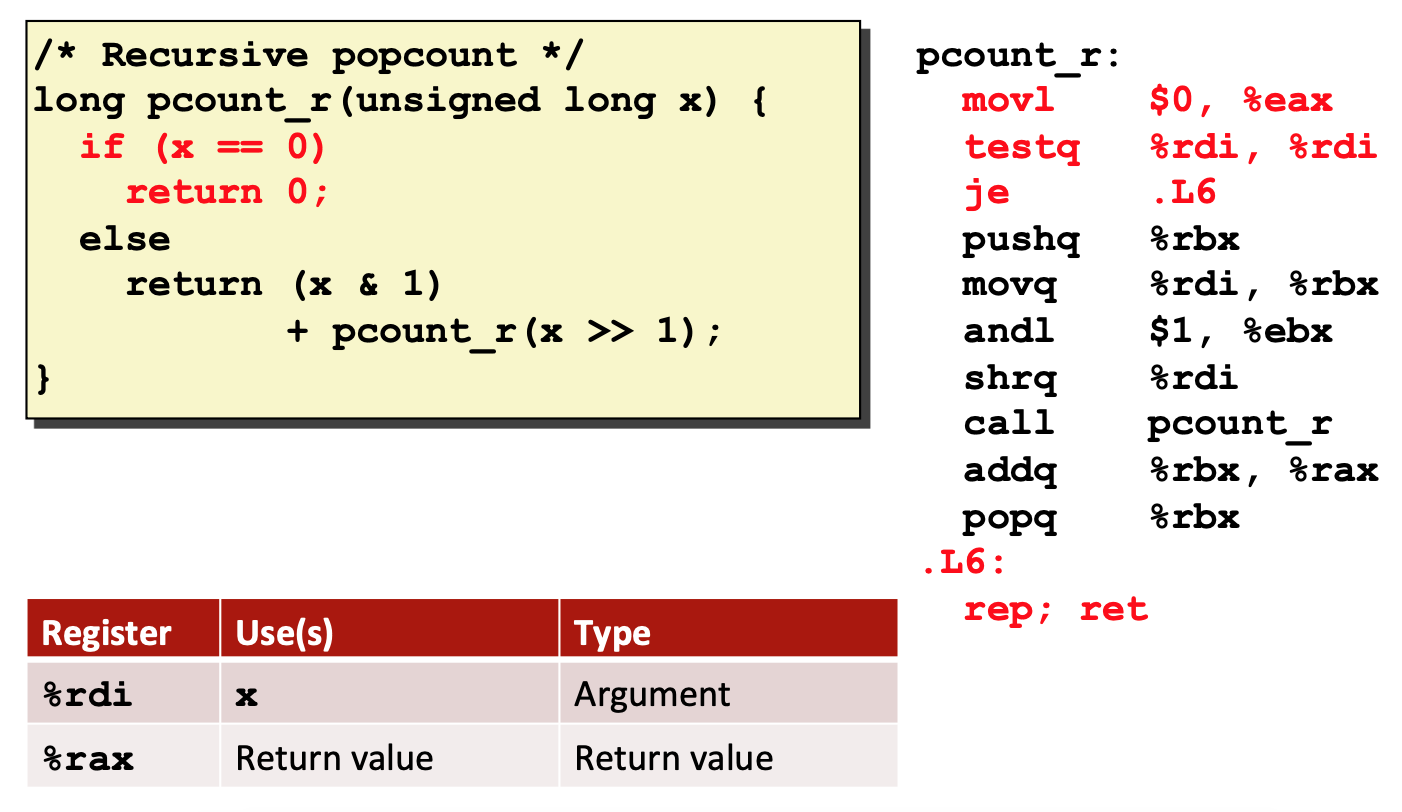 /* Recursive popcount */
long pcount_r(unsigned long x) {
  if (x == 0)
    return 0;
  else
    return (x & 1)
           + pcount_r(x >> 1);
}
pcount_r:
  movl    $0, %eax
  testq   %rdi, %rdi
  je      .L6
  pushq   %rbx
  movq    %rdi, %rbx
  andl    $1, %ebx
  shrq    %rdi
  call    pcount_r
  addq    %rbx, %rax
  popq    %rbx
.L6:
  rep; ret
Register Use(s) Type
%rdi x Argument
%rax Return value Return value